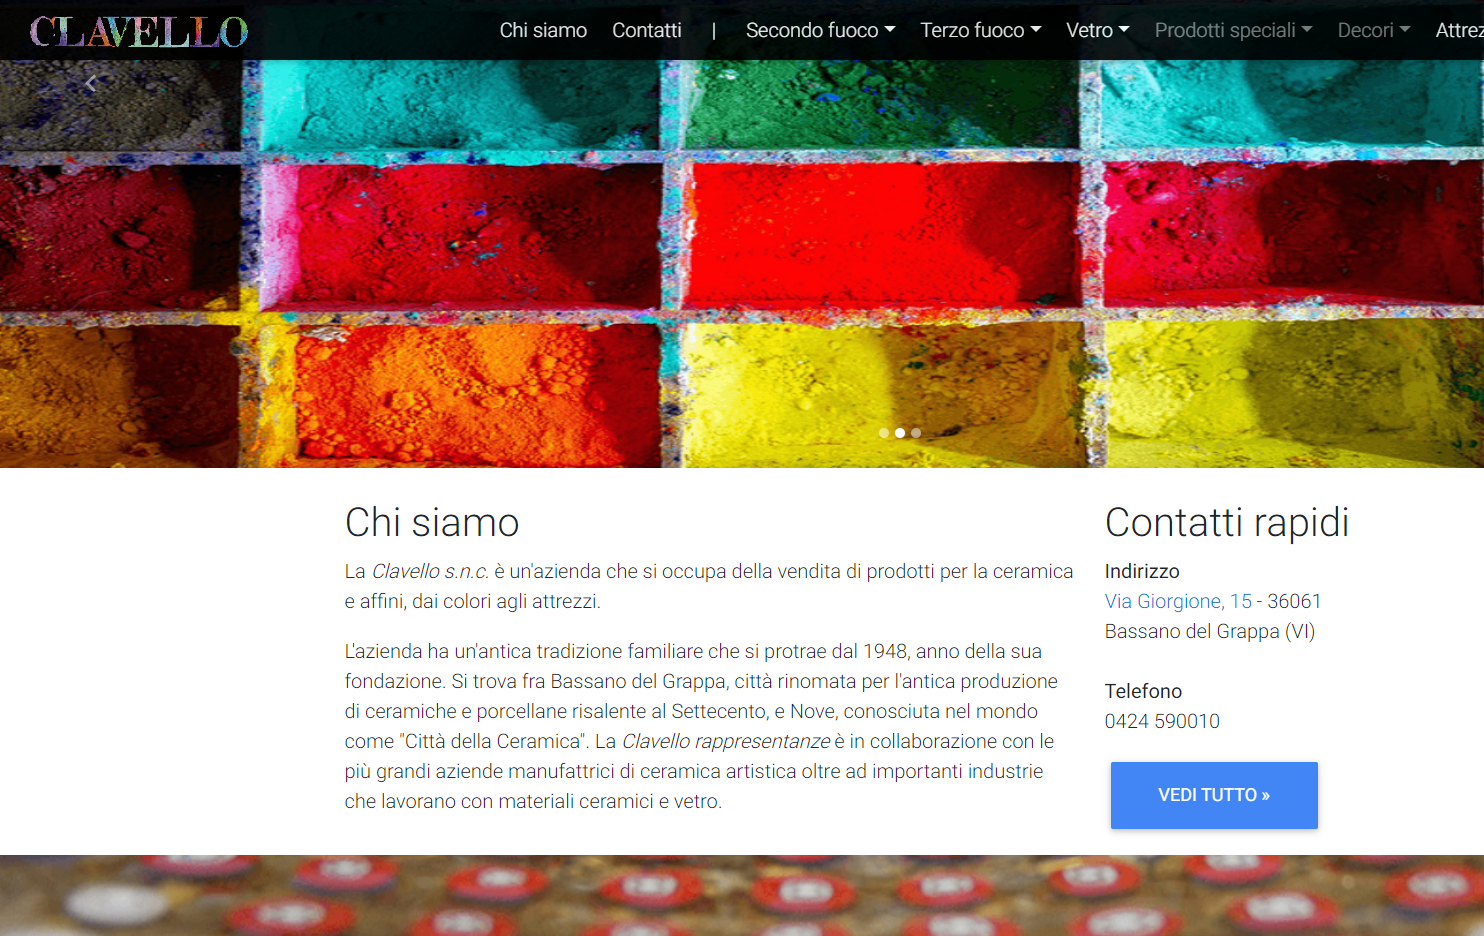 CLAVELLO
Chi siamo Contatti | Secondo fuoco Terzo fuoco Vetro Prodotti speciali Decori Attrez
Chi siamo
La Clavello s.n.c. è un'azienda che si occupa della vendita di prodotti per la ceramica
e affini, dai colori agli attrezzi.
L'azienda ha un'antica tradizione familiare che si protrae dal 1948, anno della sua
fondazione. Si trova fra Bassano del Grappa, città rinomata per l'antica produzione
di ceramiche e porcellane risalente al Settecento, e Nove, conosciuta nel mondo
come "Città della Ceramica". La Clavello rappresentanze è in collaborazione con le
più grandi aziende manufattrici di ceramica artistica oltre ad importanti industrie
che lavorano con materiali ceramici e vetro.
Contatti rapidi
Indirizzo
Via Giorgione, 15 - 36061
Bassano del Grappa (VI)
Telefono
0424 590010
VEDI TUTTO »